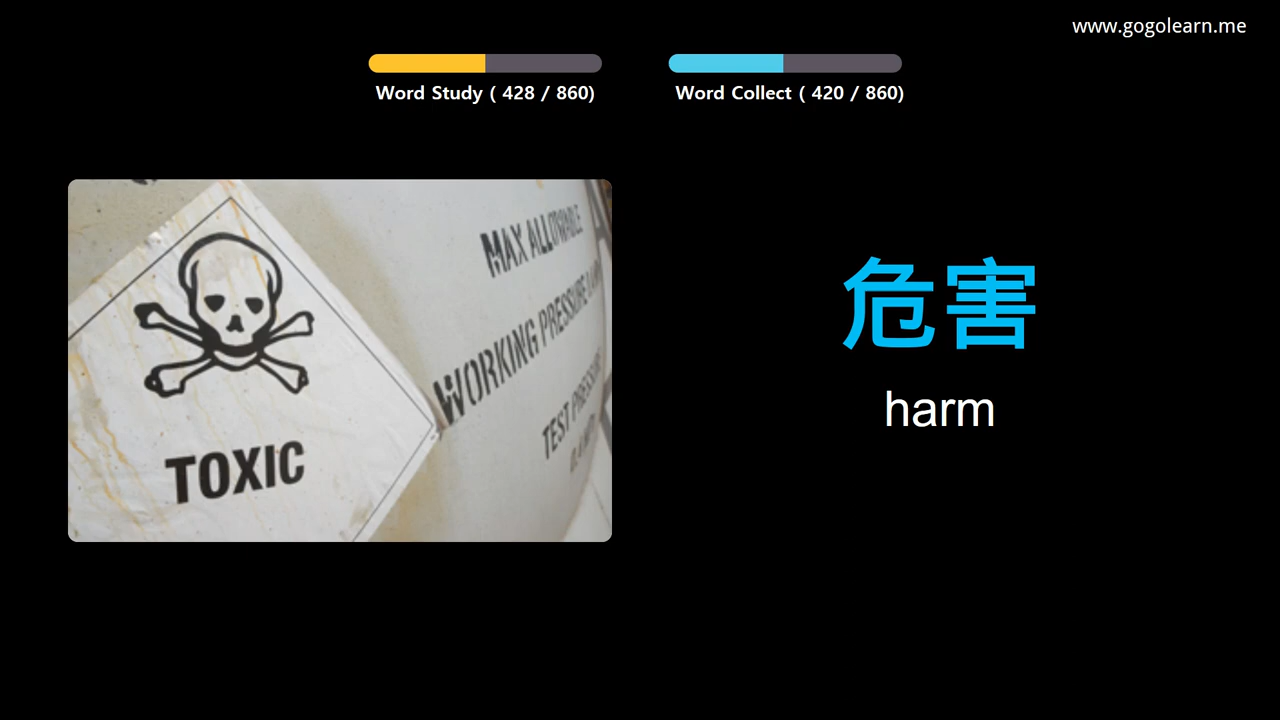 www.gogolearn.me
Word Study ( 428 / 860)
Word Collect ( 420 / 860)
MAX ALLOWABLE
WORKING PRESSURE
TEST PRESSURE
TOXIC
危害
harm